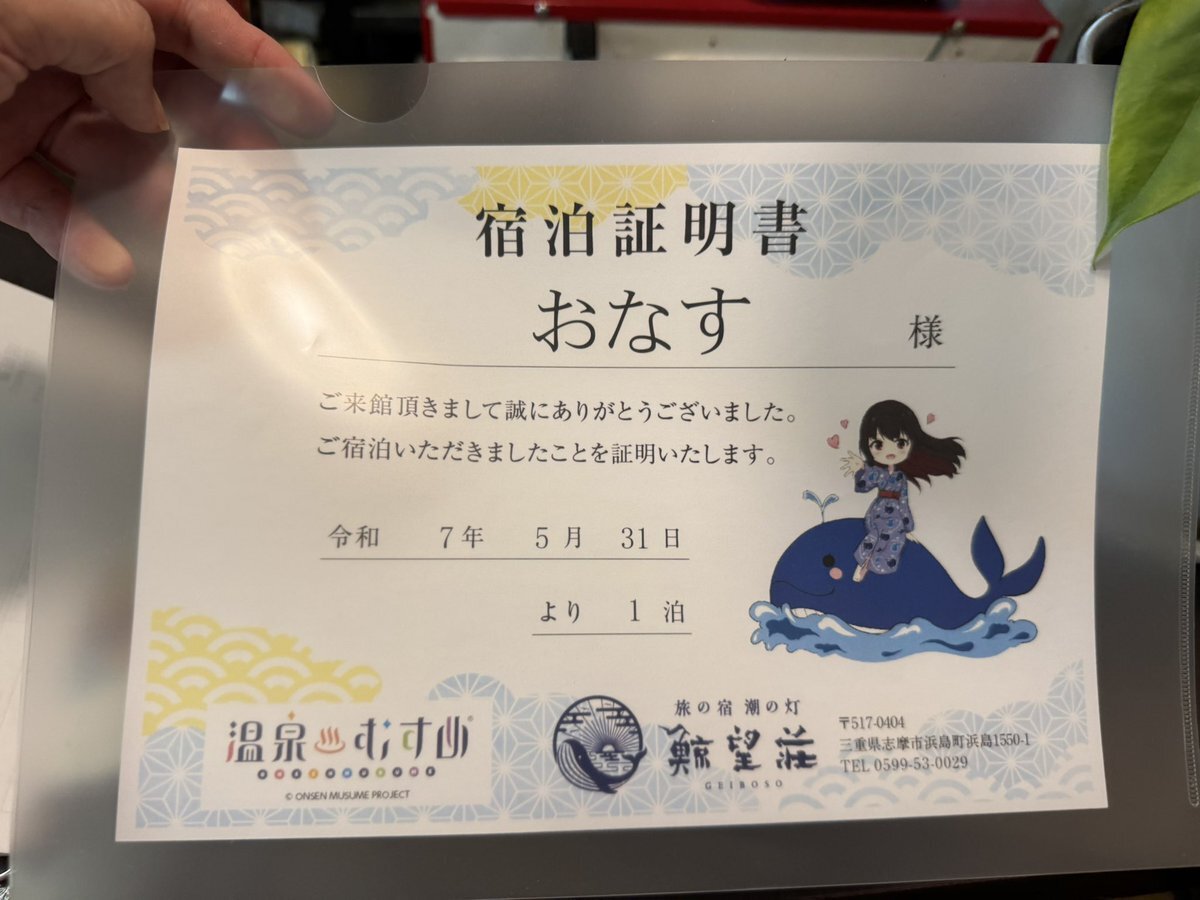 宿泊証明書
おなす 様
ご来館頂きまして誠にありがとうございました。
ご宿泊いただきましたことを証明いたします。
令和 7年 5月 31日
より 1 泊
温泉むすめ
ONSENMUSUME
© ONSEN MUSUME PROJECT
旅の宿 潮の灯
鯨望荘
GEIBOSO
〒517-0404
三重県志摩市浜島町浜島1550-1
TEL 0599-53-0029